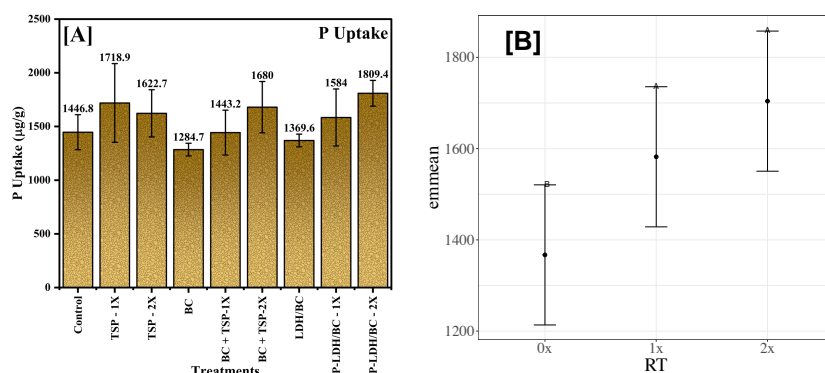 [A]
P Uptake
P Uptake (µg/g)
2500
2000
1500
1000
500
0
1446.8
1718.9
1622.7
1284.7
1443.2
1680
1369.6
1584
1809.4
Control
TSP - 1X
TSP - 2X
BC
BC + TSP-1X
BC + TSP-2X
LDH/BC
P-LDH/BC - 1X
P-LDH/BC - 2X
Treatments
[B]
emmean
1800
1600
1400
1200
B
A
A
0x
1x
2x
RT